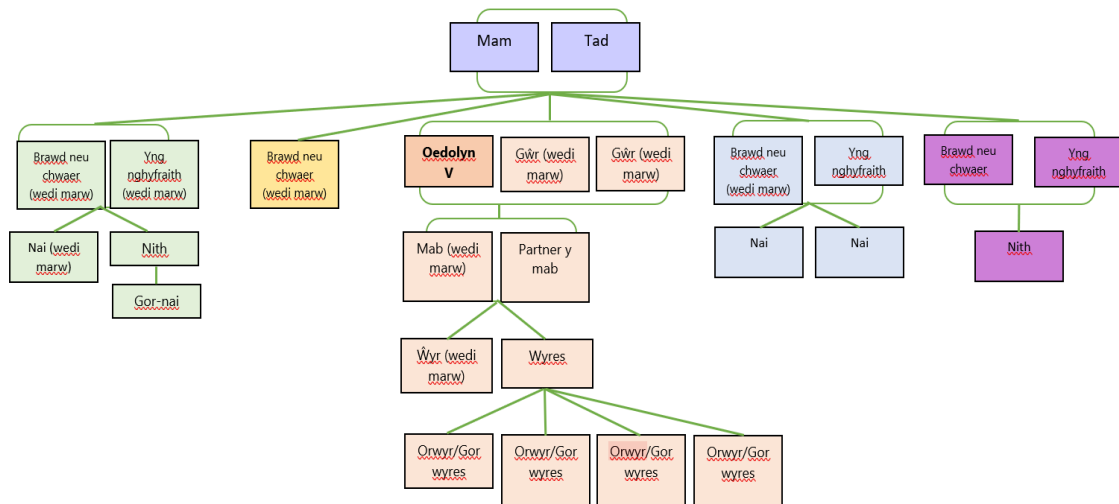 Mam
Tad
Brawd neu
chwaer
(wedi marw)
Yng
nghyfraith
(wedi marw)
Brawd neu
chwaer
(wedi marw)
Oedolyn
V
Gŵr (wedi
marw)
Gŵr (wedi
marw)
Brawd neu
chwaer
(wedi marw)
Yng
nghyfraith
Brawd neu
chwaer
Yng
nghyfraith
Nai (wedi
marw)
Nith
Mab (wedi
marw)
Partner y
mab
Nai
Nai
Nith
Gor-nai
Ŵyr (wedi
marw)
Wyres
Orwyr/Gor
wyres
Orwyr/Gor
wyres
Orwyr/Gor
wyres
Orwyr/Gor
wyres